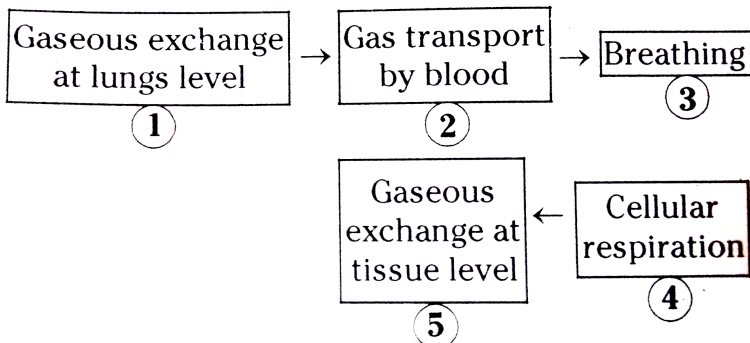 Gaseous exchange
at lungs level
→
Gas transport
by blood
→
Breathing
1
2
3
Gaseous
exchange at
tissue level
←
Cellular
respiration
5
4